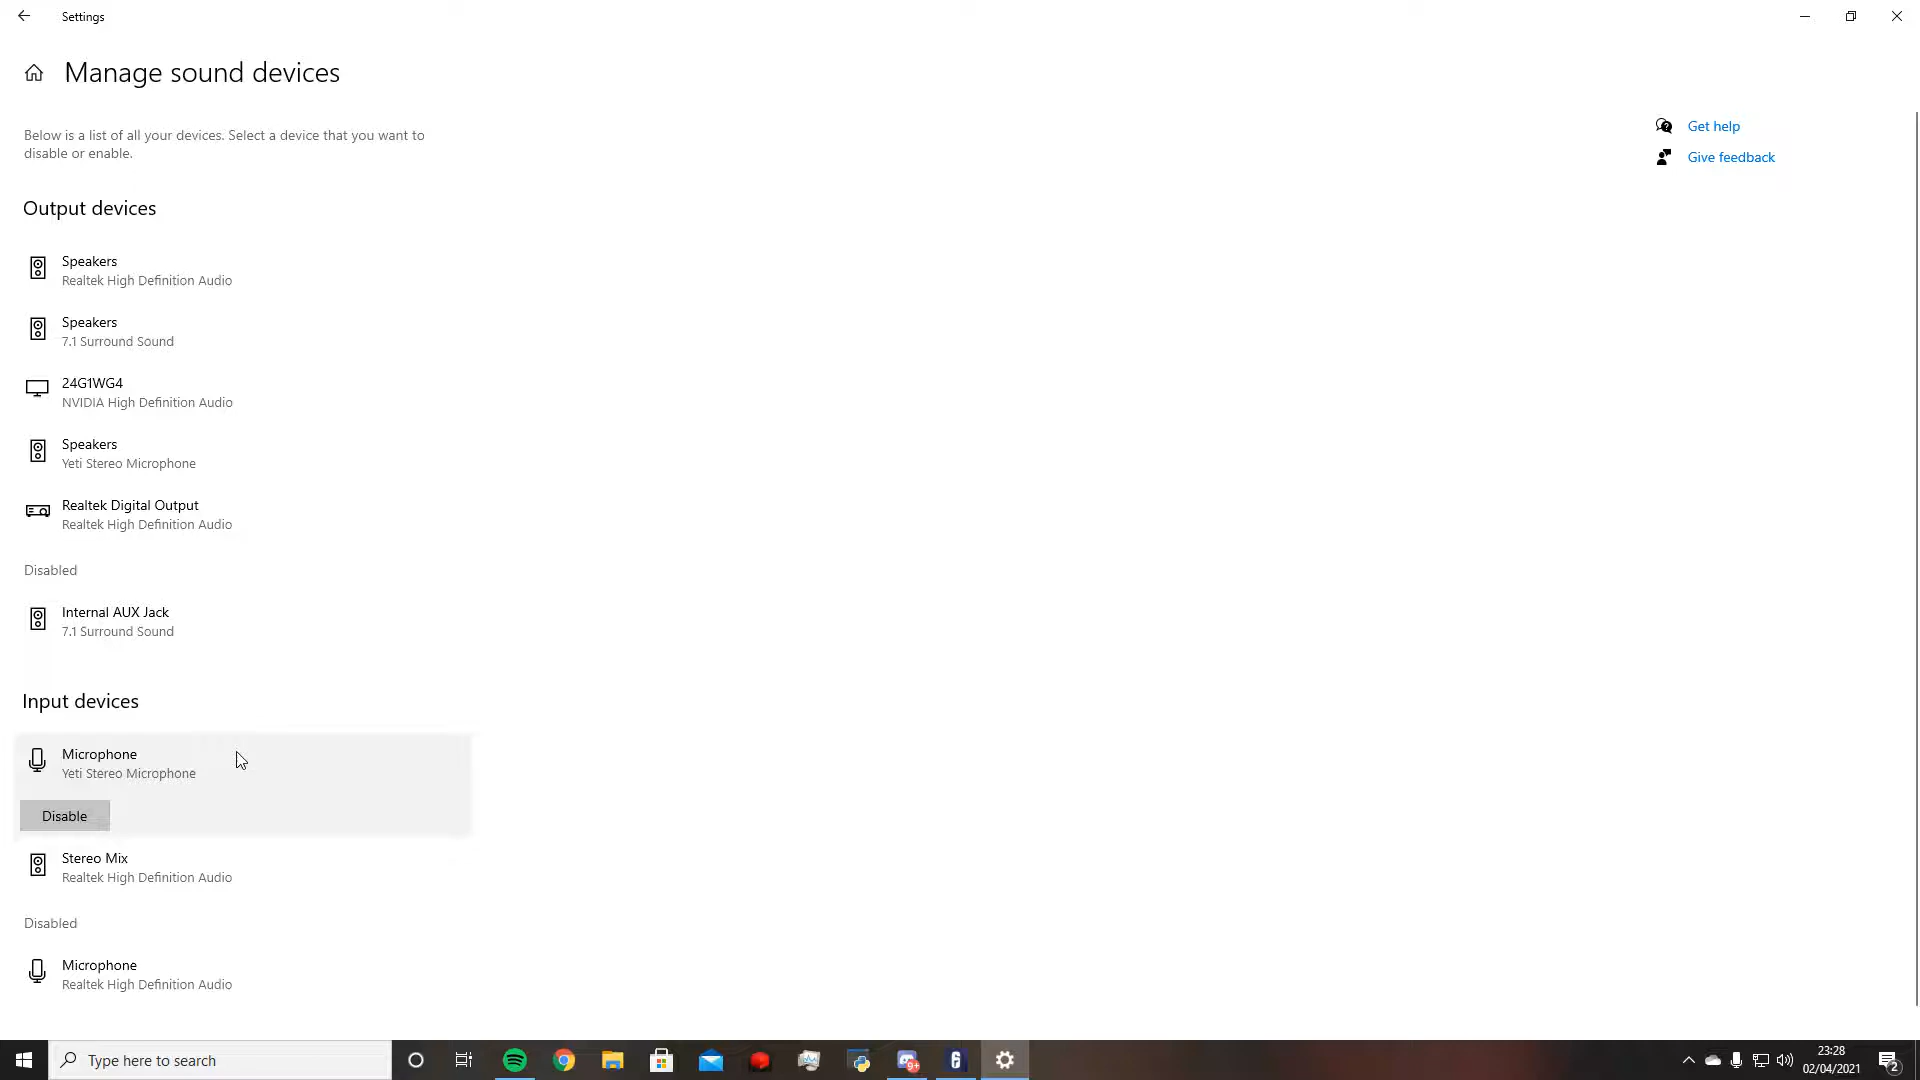 Settings
Manage sound devices
Below is a list of all your devices. Select a device that you want to
disable or enable.
Get help
Give feedback
Output devices
Speakers
Realtek High Definition Audio
Speakers
7.1 Surround Sound
24G1WG4
NVIDIA High Definition Audio
Speakers
Yeti Stereo Microphone
Realtek Digital Output
Realtek High Definition Audio
Disabled
Internal AUX Jack
7.1 Surround Sound
Input devices
Microphone
Yeti Stereo Microphone
Disable
Stereo Mix
Realtek High Definition Audio
Disabled
Microphone
Realtek High Definition Audio
Type here to search
9+
6
23:28
02/04/2021
2